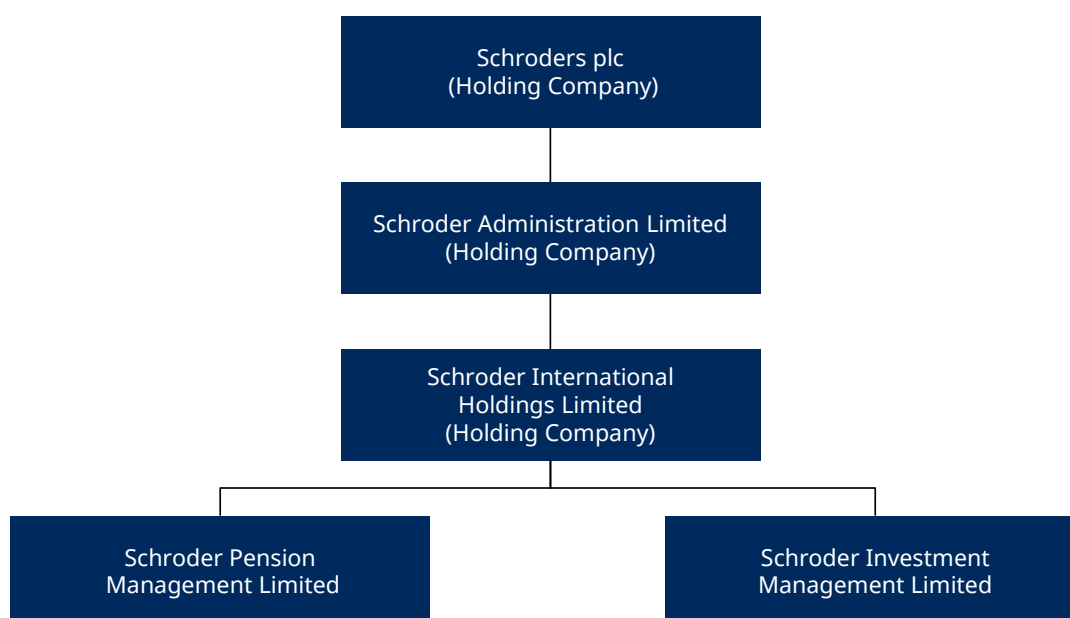 Schroders plc
(Holding Company)
Schroder Administration Limited
(Holding Company)
Schroder International
Holdings Limited
(Holding Company)
Schroder Pension
Management Limited
Schroder Investment
Management Limited